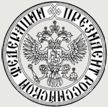 ПРЕЗИДЕНТ РОССИЙСКОЙ ФЕДЕРАЦИИ